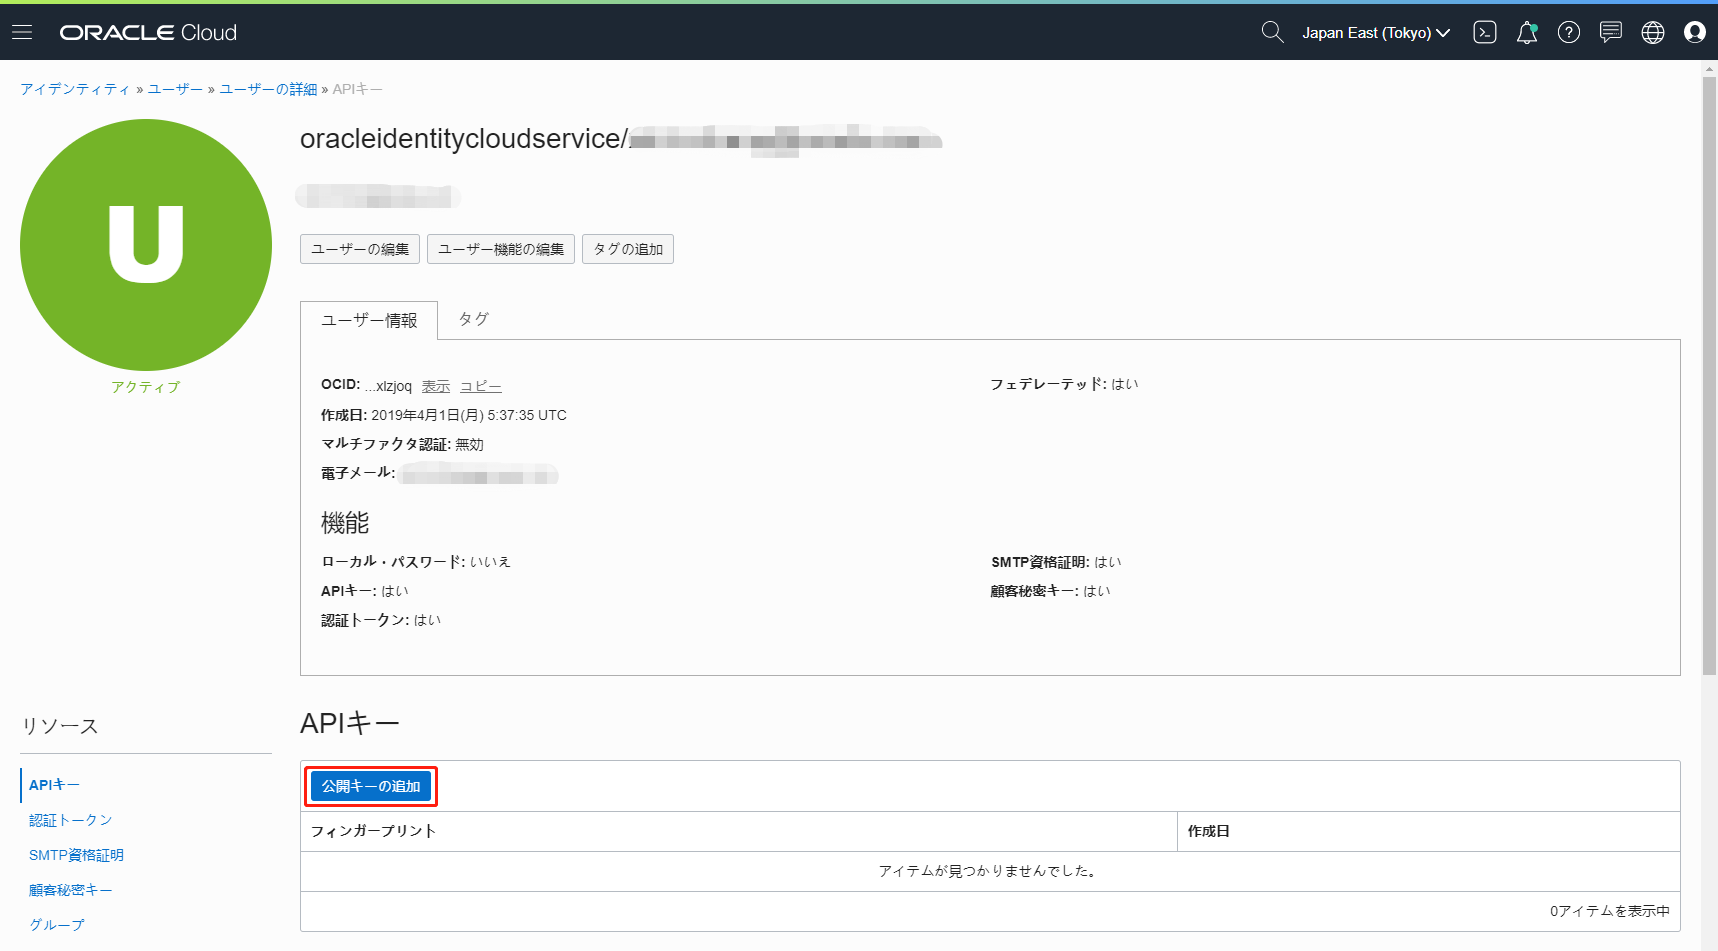 ORACLE Cloud
Japan East (Tokyo)
アイデンティティ » ユーザー » ユーザーの詳細 » APIキー
U
アクティブ
oracleidentitycloudservice/
ユーザーの編集 ユーザー機能の編集 タグの追加
ユーザー情報 タグ
OCID: ...xlzjoq 表示 コピー
フェデレーテッド: はい
作成日: 2019年4月1日(月) 5:37:35 UTC
マルチファクタ認証: 無効
電子メール:
機能
ローカル・パスワード: いいえ
SMTP資格証明: はい
APIキー: はい
顧客秘密キー: はい
認証トークン: はい
リソース
APIキー
認証トークン
SMTP資格証明
顧客秘密キー
グループ
APIキー
公開キーの追加
フィンガープリント 作成日
アイテムが見つかりませんでした。
0アイテムを表示中